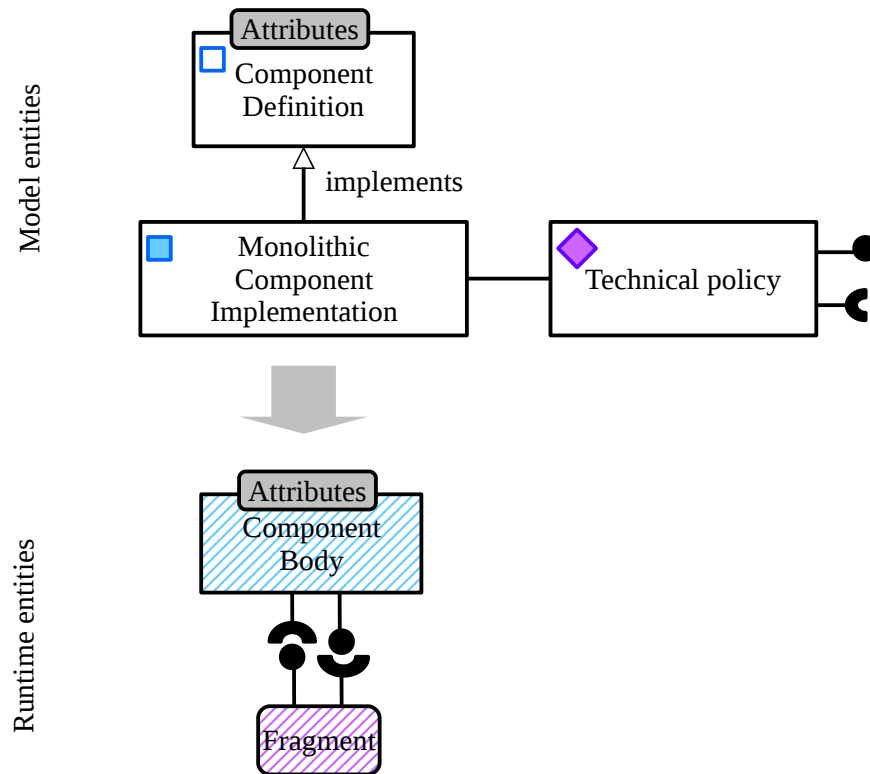 Model entities
Attributes
Component
Definition
implements
Monolithic
Component
Implementation
Technical policy
Runtime entities
Attributes
Component
Body
Fragment